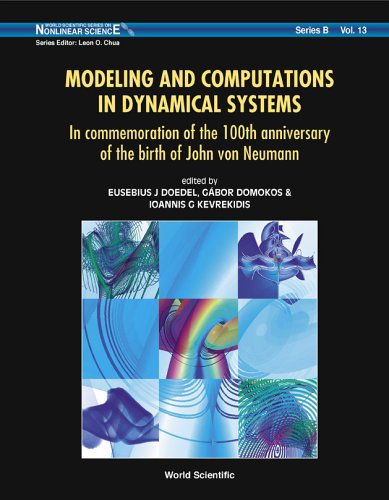 WORLD SCIENTIFIC SERIES ON
NONLINEAR SCIENCE
Series B Vol. 13
Series Editor: Leon O. Chua
MODELING AND COMPUTATIONS
IN DYNAMICAL SYSTEMS
In commemoration of the 100th anniversary
of the birth of John von Neumann
edited by
EUSEBIUS J DOEDEL, GÁBOR DOMOKOS &
IOANNIS G KEVREKIDIS
World Scientific